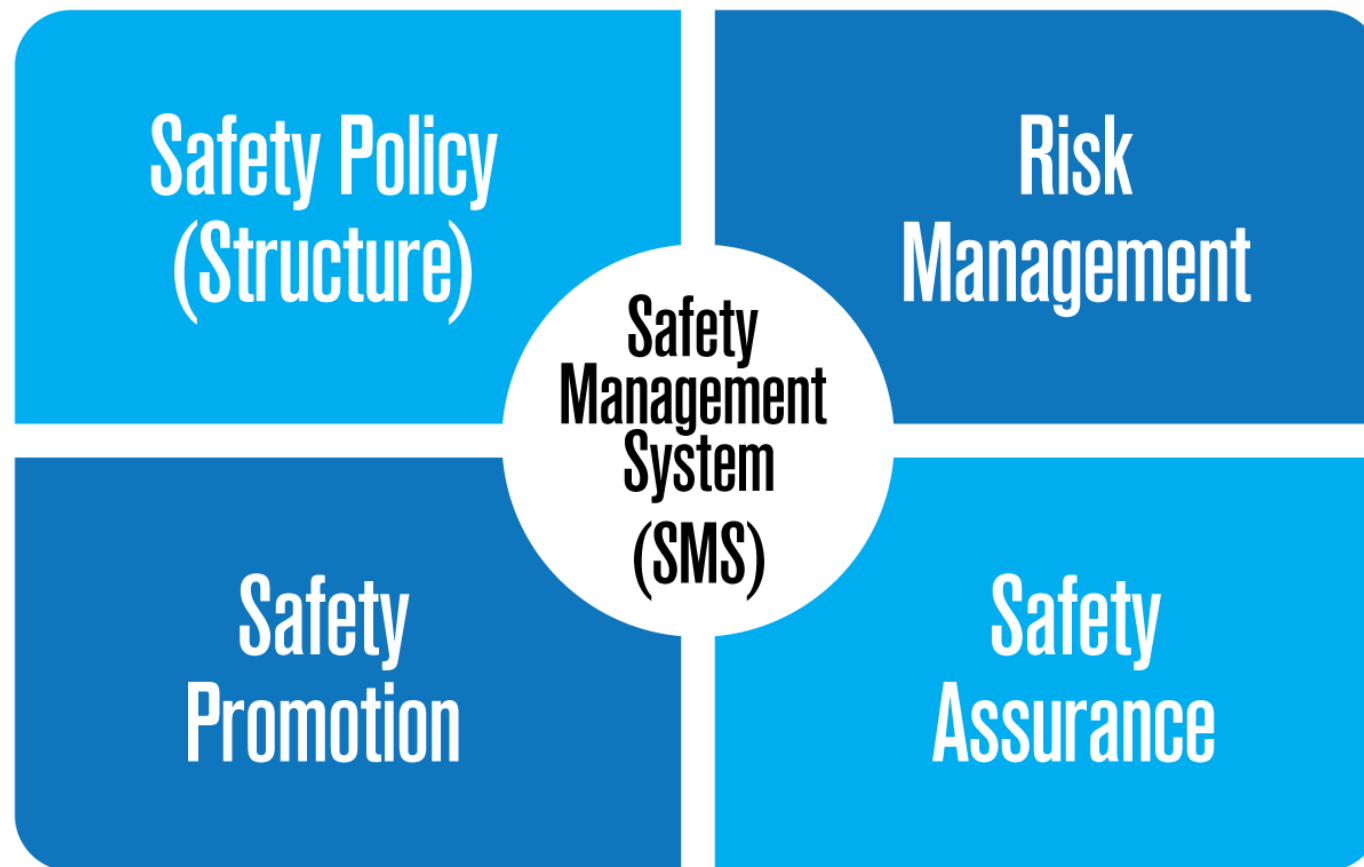 Safety Policy
(Structure)
Risk
Management
Safety
Management
System
(SMS)
Safety
Promotion
Safety
Assurance